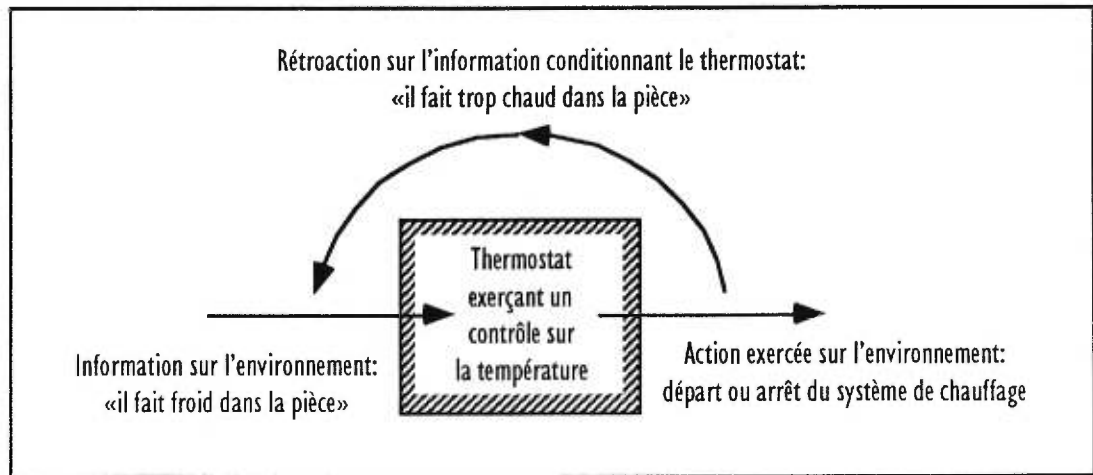 Rétroaction sur l'information conditionnant le thermostat:
«il fait trop chaud dans la pièce»
Thermostat
exerçant un
contrôle sur
la température
Information sur l'environnement:
«il fait froid dans la pièce»
Action exercée sur l'environnement:
départ ou arrêt du système de chauffage